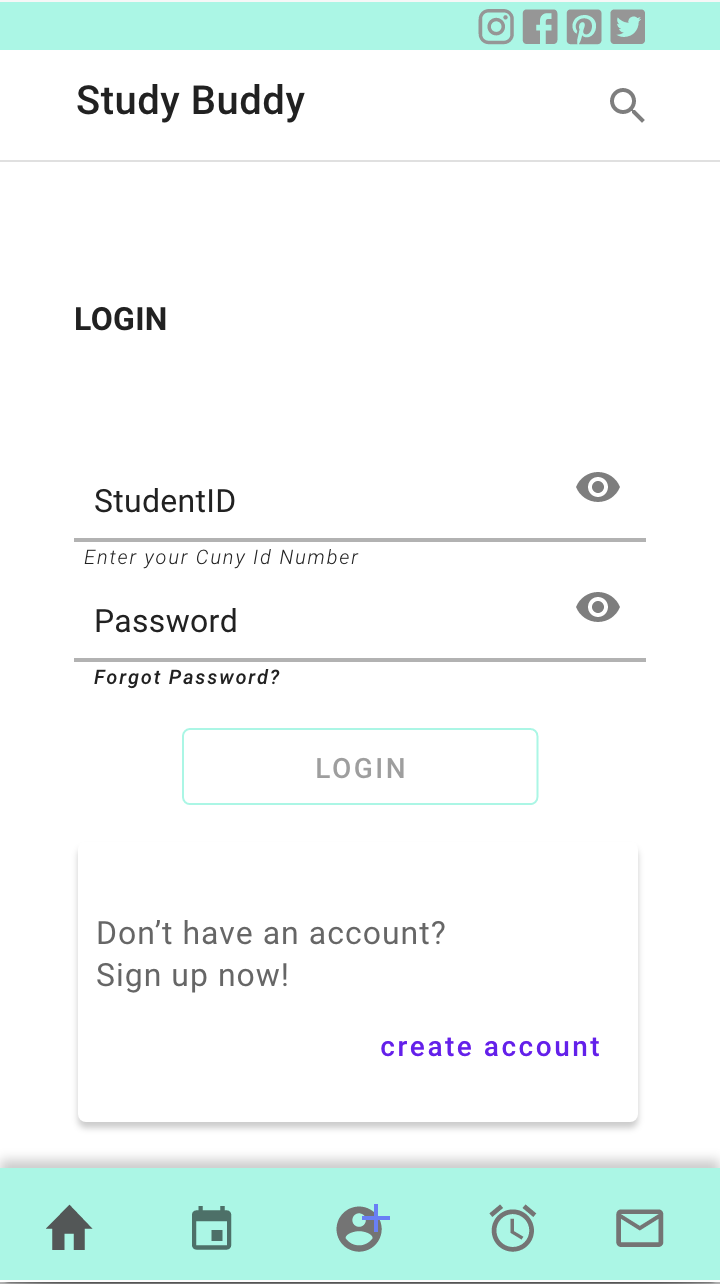 Study Buddy
LOGIN
StudentID
Enter your Cuny Id Number
Password
Forgot Password?
LOGIN
Don’t have an account?
Sign up now!
create account